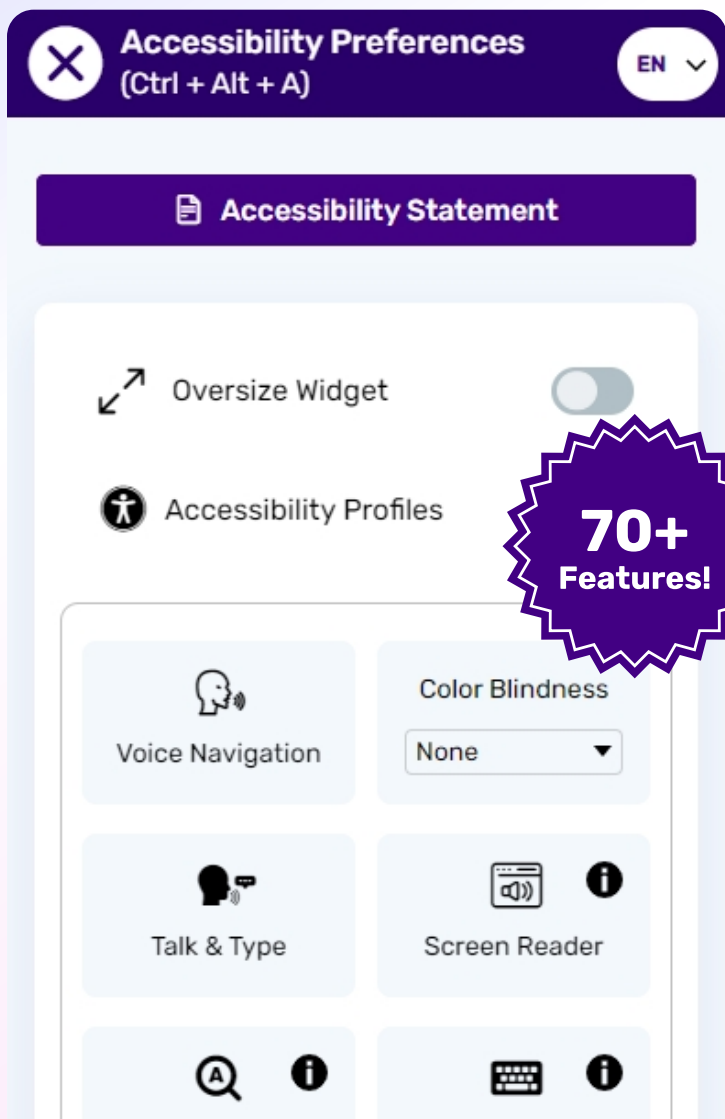 Accessibility Preferences
(Ctrl + Alt + A)
EN
Accessibility Statement
Oversize Widget
Accessibility Profiles
70+
Features!
Voice Navigation
Color Blindness
None
Talk & Type
Screen Reader
A